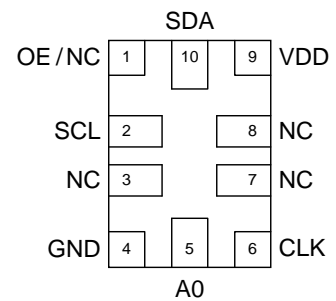 SDA
OE/NC 1 10 9 VDD
SCL 2 8 NC
NC 3 7 NC
GND 4 5 6 CLK
A0